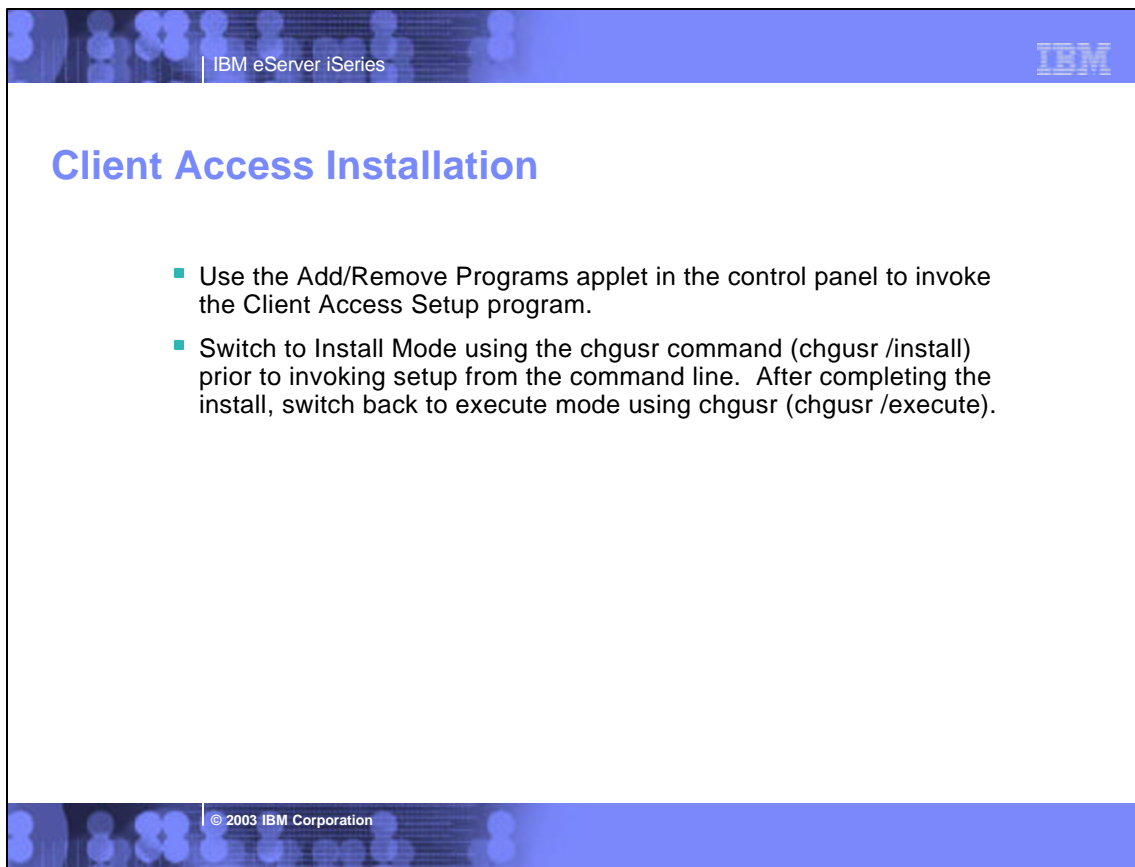 IBM eServer iSeries
IBM
Client Access Installation
Use the Add/Remove Programs applet in the control panel to invoke
the Client Access Setup program.
Switch to Install Mode using the chgusr command (chgusr /install)
prior to invoking setup from the command line.  After completing the
install, switch back to execute mode using chgusr (chgusr /execute).
© 2003 IBM Corporation